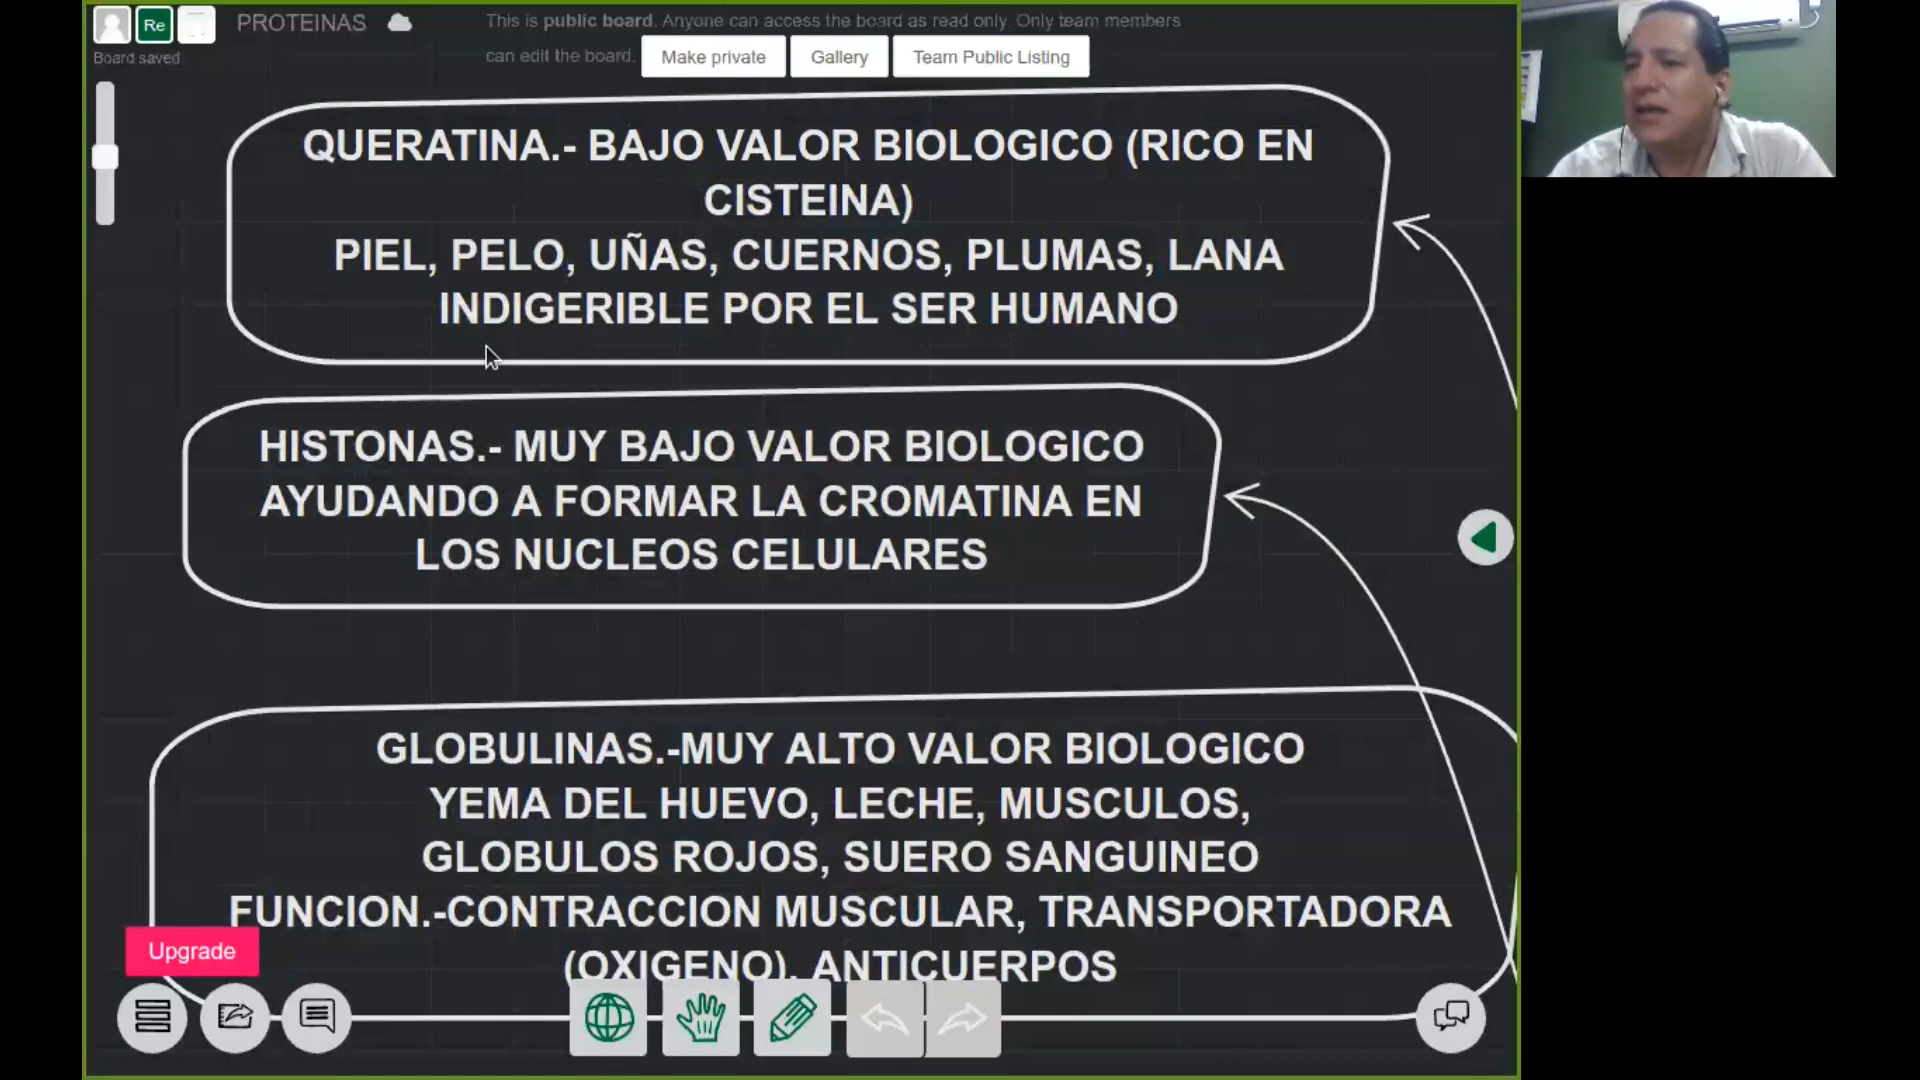 Re
PROTEINAS
This is public board. Anyone can access the board as read only. Only team members
can edit the board.
Make private
Gallery
Team Public Listing
Board saved
QUERATINA.- BAJO VALOR BIOLOGICO (RICO EN
CISTEINA)
PIEL, PELO, UÑAS, CUERNOS, PLUMAS, LANA
INDIGERIBLE POR EL SER HUMANO
HISTONAS.- MUY BAJO VALOR BIOLOGICO
AYUDANDO A FORMAR LA CROMATINA EN
LOS NUCLEOS CELULARES
GLOBULINAS.-MUY ALTO VALOR BIOLOGICO
YEMA DEL HUEVO, LECHE, MUSCULOS,
GLOBULOS ROJOS, SUERO SANGUINEO
FUNCION.-CONTRACCION MUSCULAR, TRANSPORTADORA
(OXIGENO), ANTICUERPOS
Upgrade